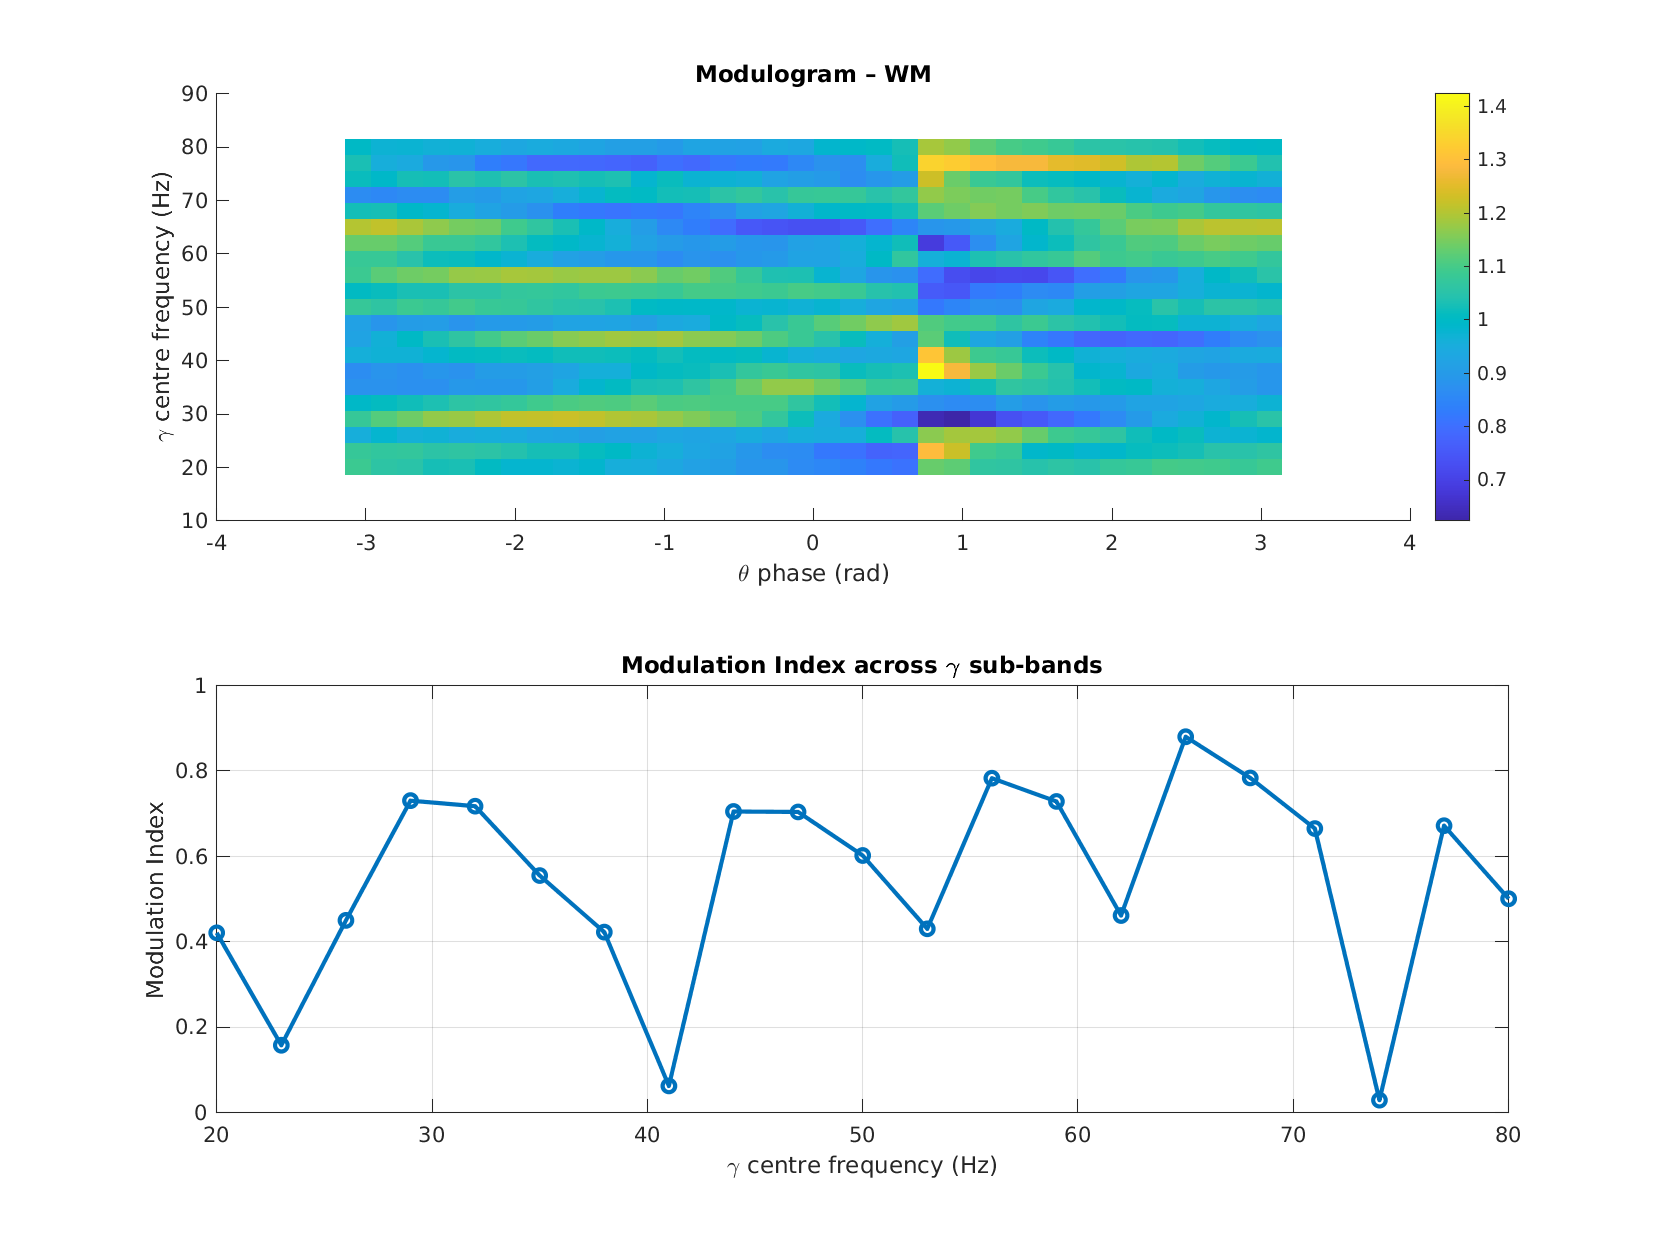 Modulogram – WM
90
80
70
60
50
40
30
20
10
γ centre frequency (Hz)
-4 -3 -2 -1 0 1 2 3 4
θ phase (rad)
1.4
1.3
1.2
1.1
1
0.9
0.8
0.7
Modulation Index across γ sub-bands
1
0.8
0.6
0.4
0.2
0
Modulation Index
20 30 40 50 60 70 80
γ centre frequency (Hz)